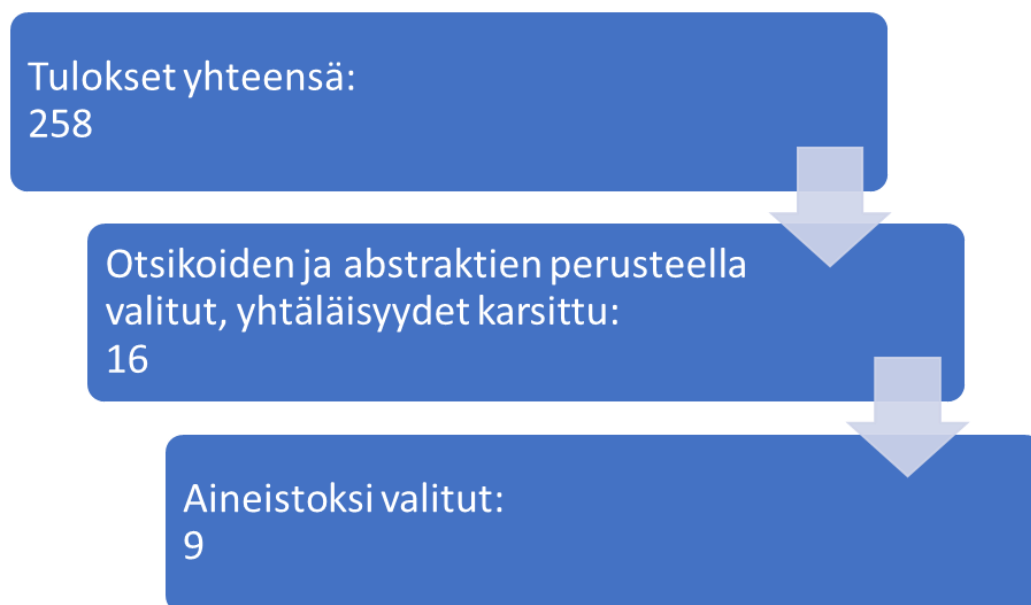 Tulokset yhteensä:
258
Otsikoiden ja abstraktien perusteella
valitut, yhtäläisyydet karsittu:
16
Aineistoksi valitut:
9